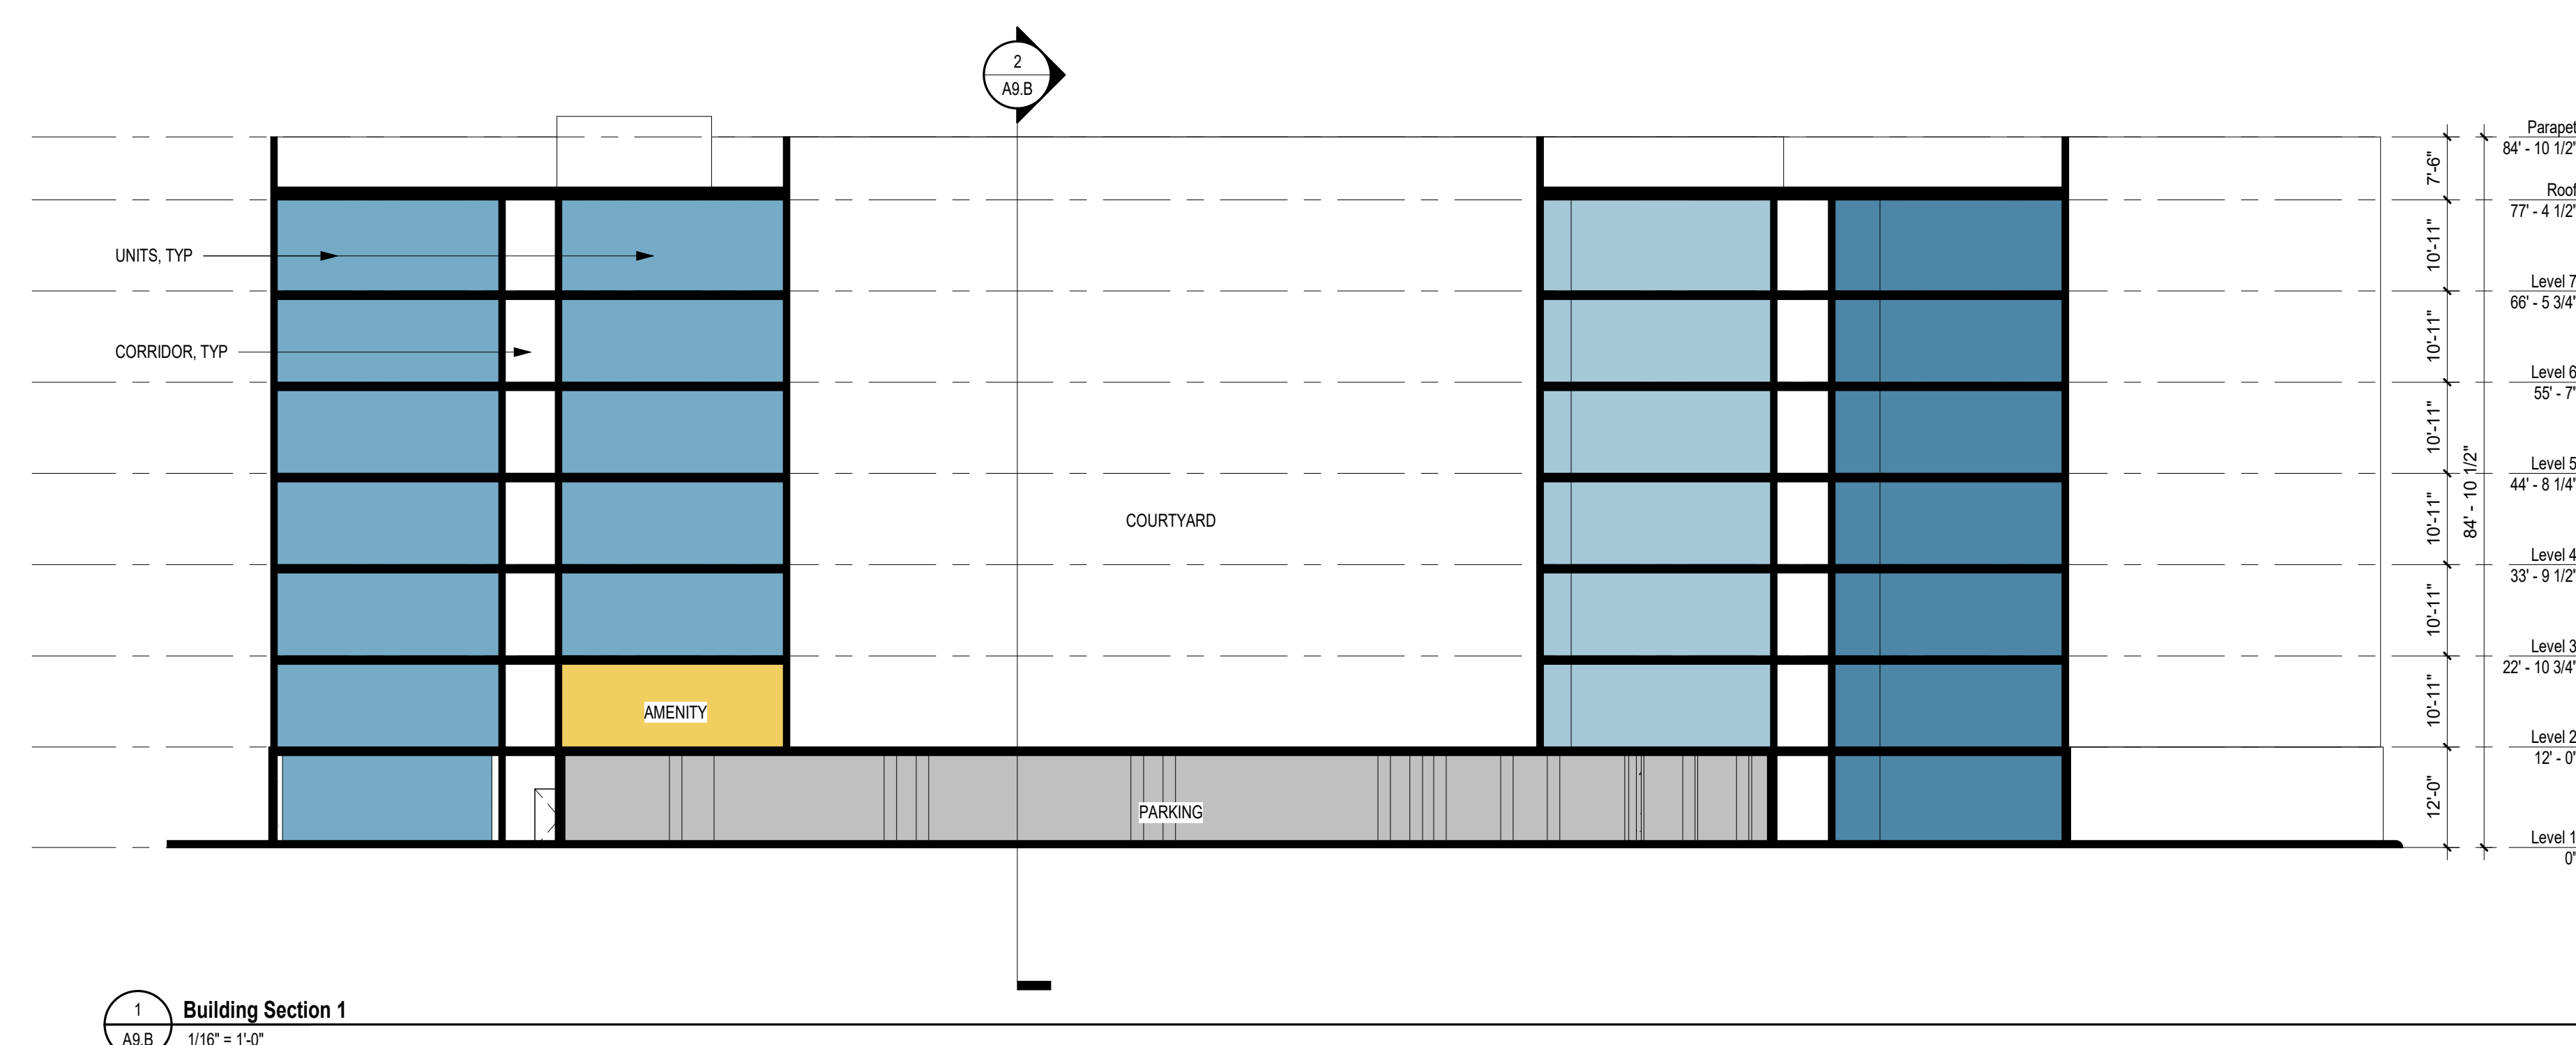 2
A9.B
Parapet
84' - 10 1/2"
7'-6"
Roof
77' - 4 1/2"
10'-11"
UNITS, TYP
Level 7
66' - 5 3/4"
10'-11"
CORRIDOR, TYP
Level 6
55' - 7"
10'-11"
Level 5
44' - 8 1/4"
84' - 10 1/2"
10'-11"
COURTYARD
Level 4
33' - 9 1/2"
10'-11"
Level 3
22' - 10 3/4"
10'-11"
AMENITY
Level 2
12' - 0"
12'-0"
PARKING
Level 1
0"
1
A9.B
Building Section 1
1/16" = 1'-0"